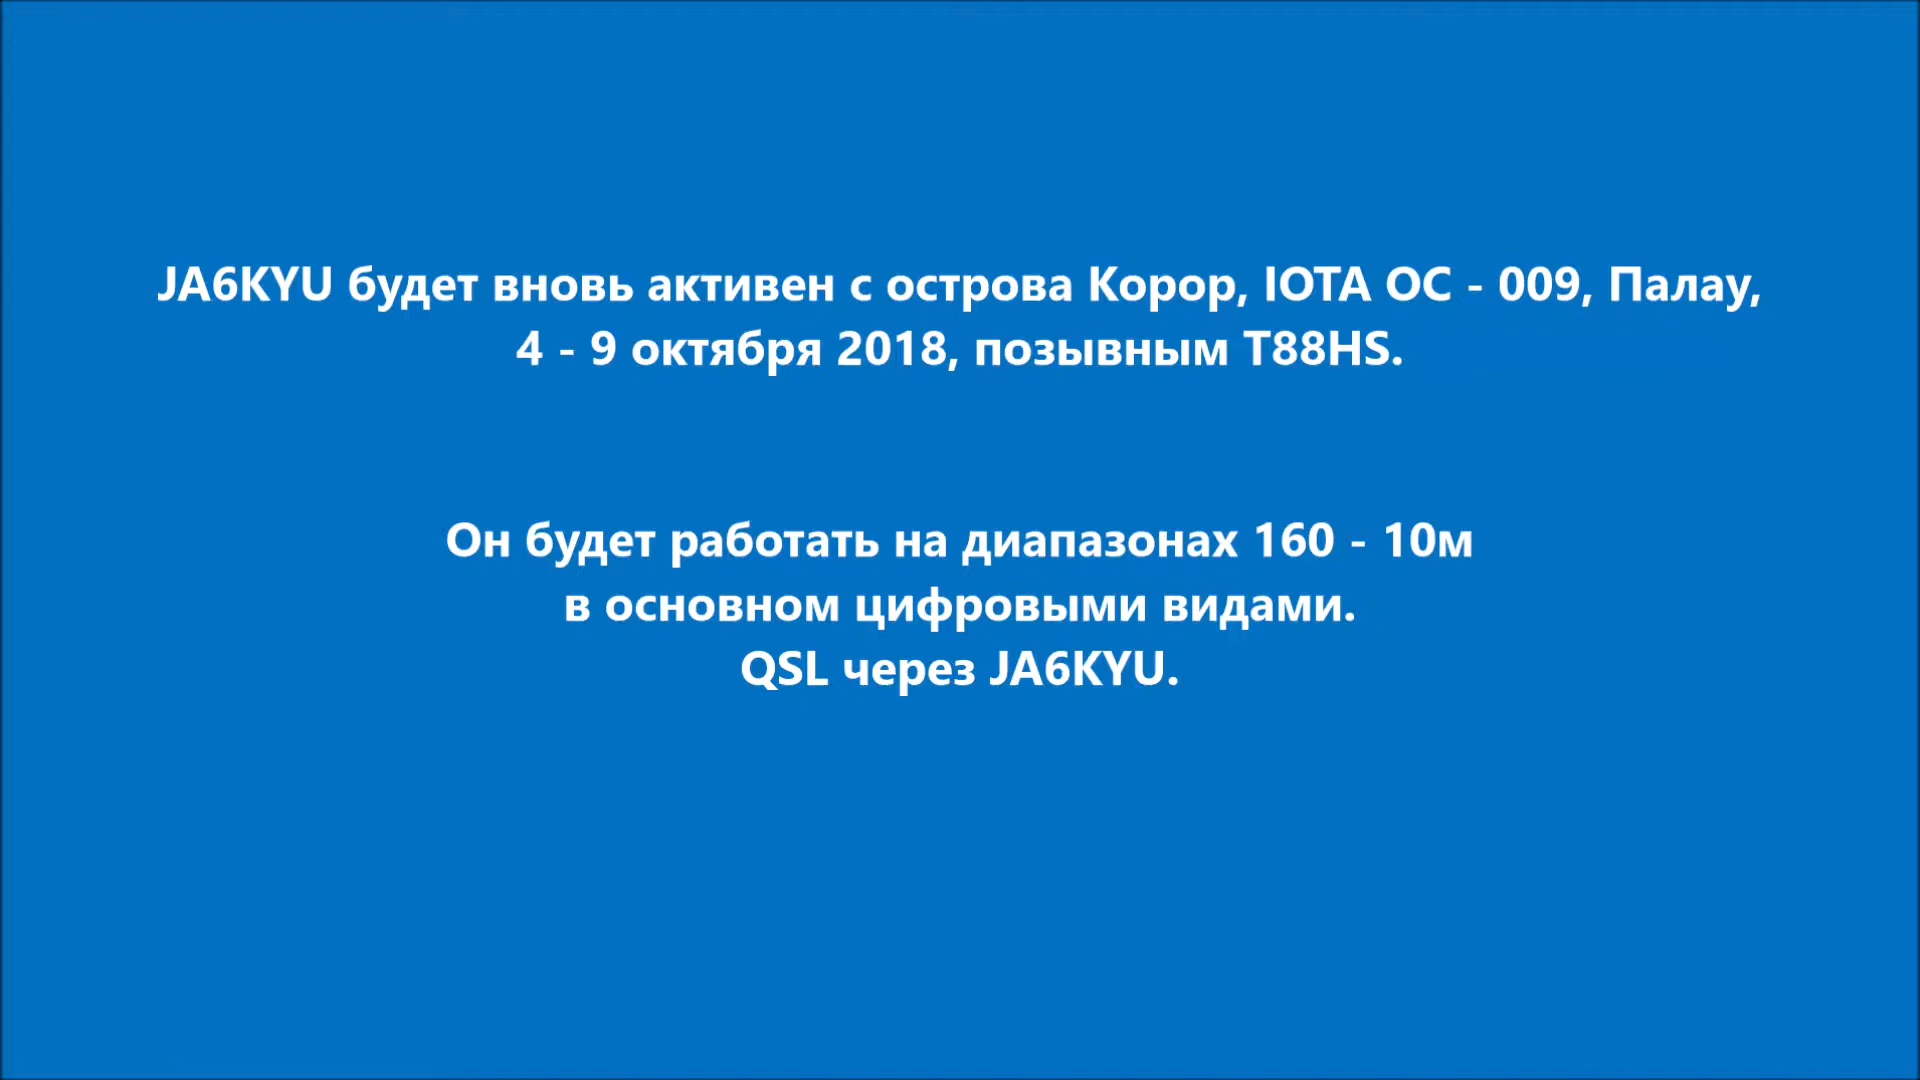 JA6KYU будет вновь активен с острова Корор, IOTA OC - 009, Палау,
4 - 9 октября 2018, позывным T88HS.
Он будет работать на диапазонах 160 - 10м
в основном цифровыми видами.
QSL через JA6KYU.